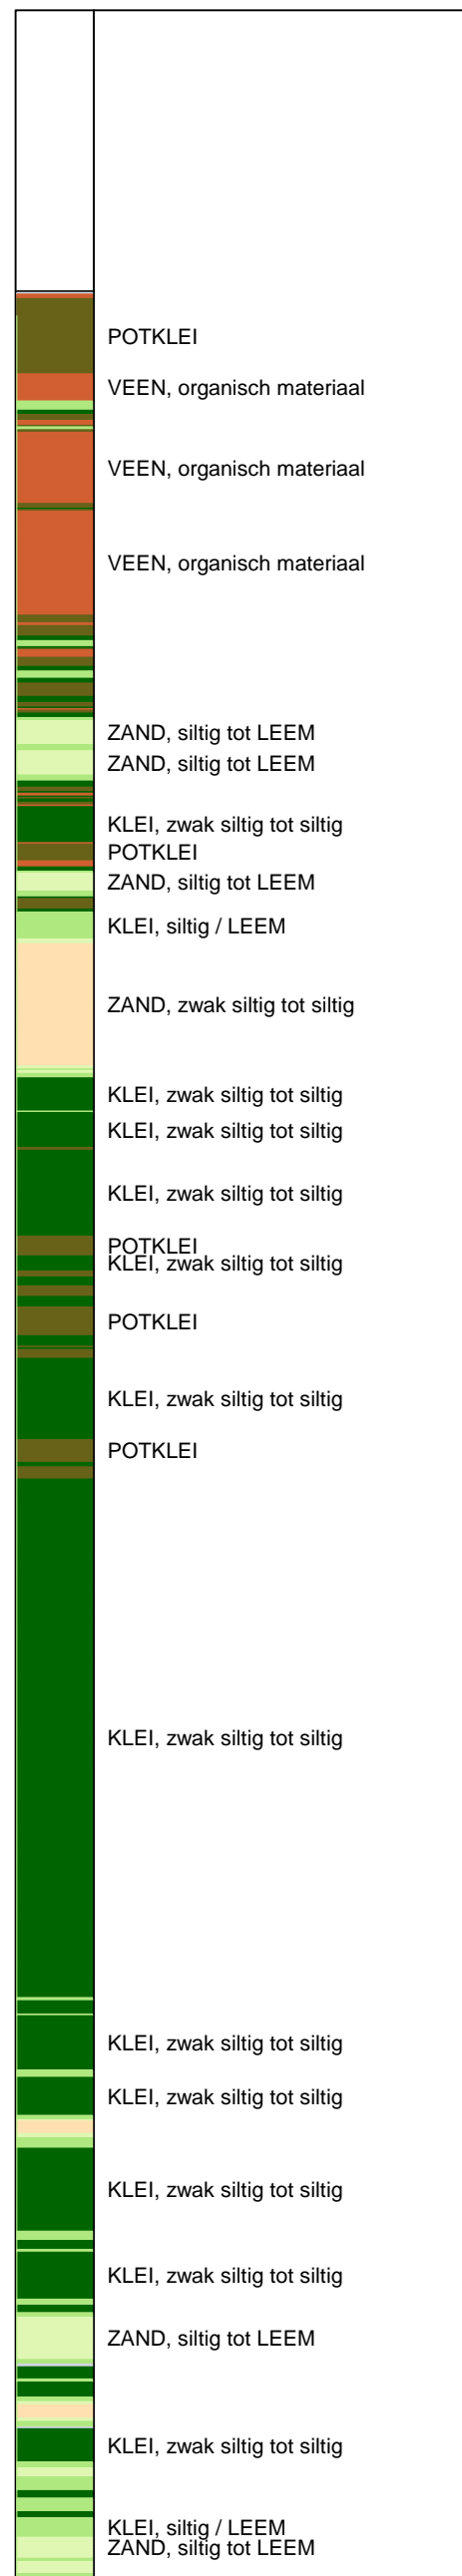 POTKLEI
VEEN, organisch materiaal
VEEN, organisch materiaal
VEEN, organisch materiaal
ZAND, siltig tot LEEM
ZAND, siltig tot LEEM
KLEI, zwak siltig tot siltig
POTKLEI
ZAND, siltig tot LEEM
KLEI, siltig / LEEM
ZAND, zwak siltig tot siltig
KLEI, zwak siltig tot siltig
KLEI, zwak siltig tot siltig
KLEI, zwak siltig tot siltig
POTKLEI
KLEI, zwak siltig tot siltig
POTKLEI
KLEI, zwak siltig tot siltig
POTKLEI
KLEI, zwak siltig tot siltig
KLEI, zwak siltig tot siltig
KLEI, zwak siltig tot siltig
KLEI, zwak siltig tot siltig
KLEI, zwak siltig tot siltig
ZAND, siltig tot LEEM
KLEI, zwak siltig tot siltig
KLEI, siltig / LEEM
ZAND, siltig tot LEEM